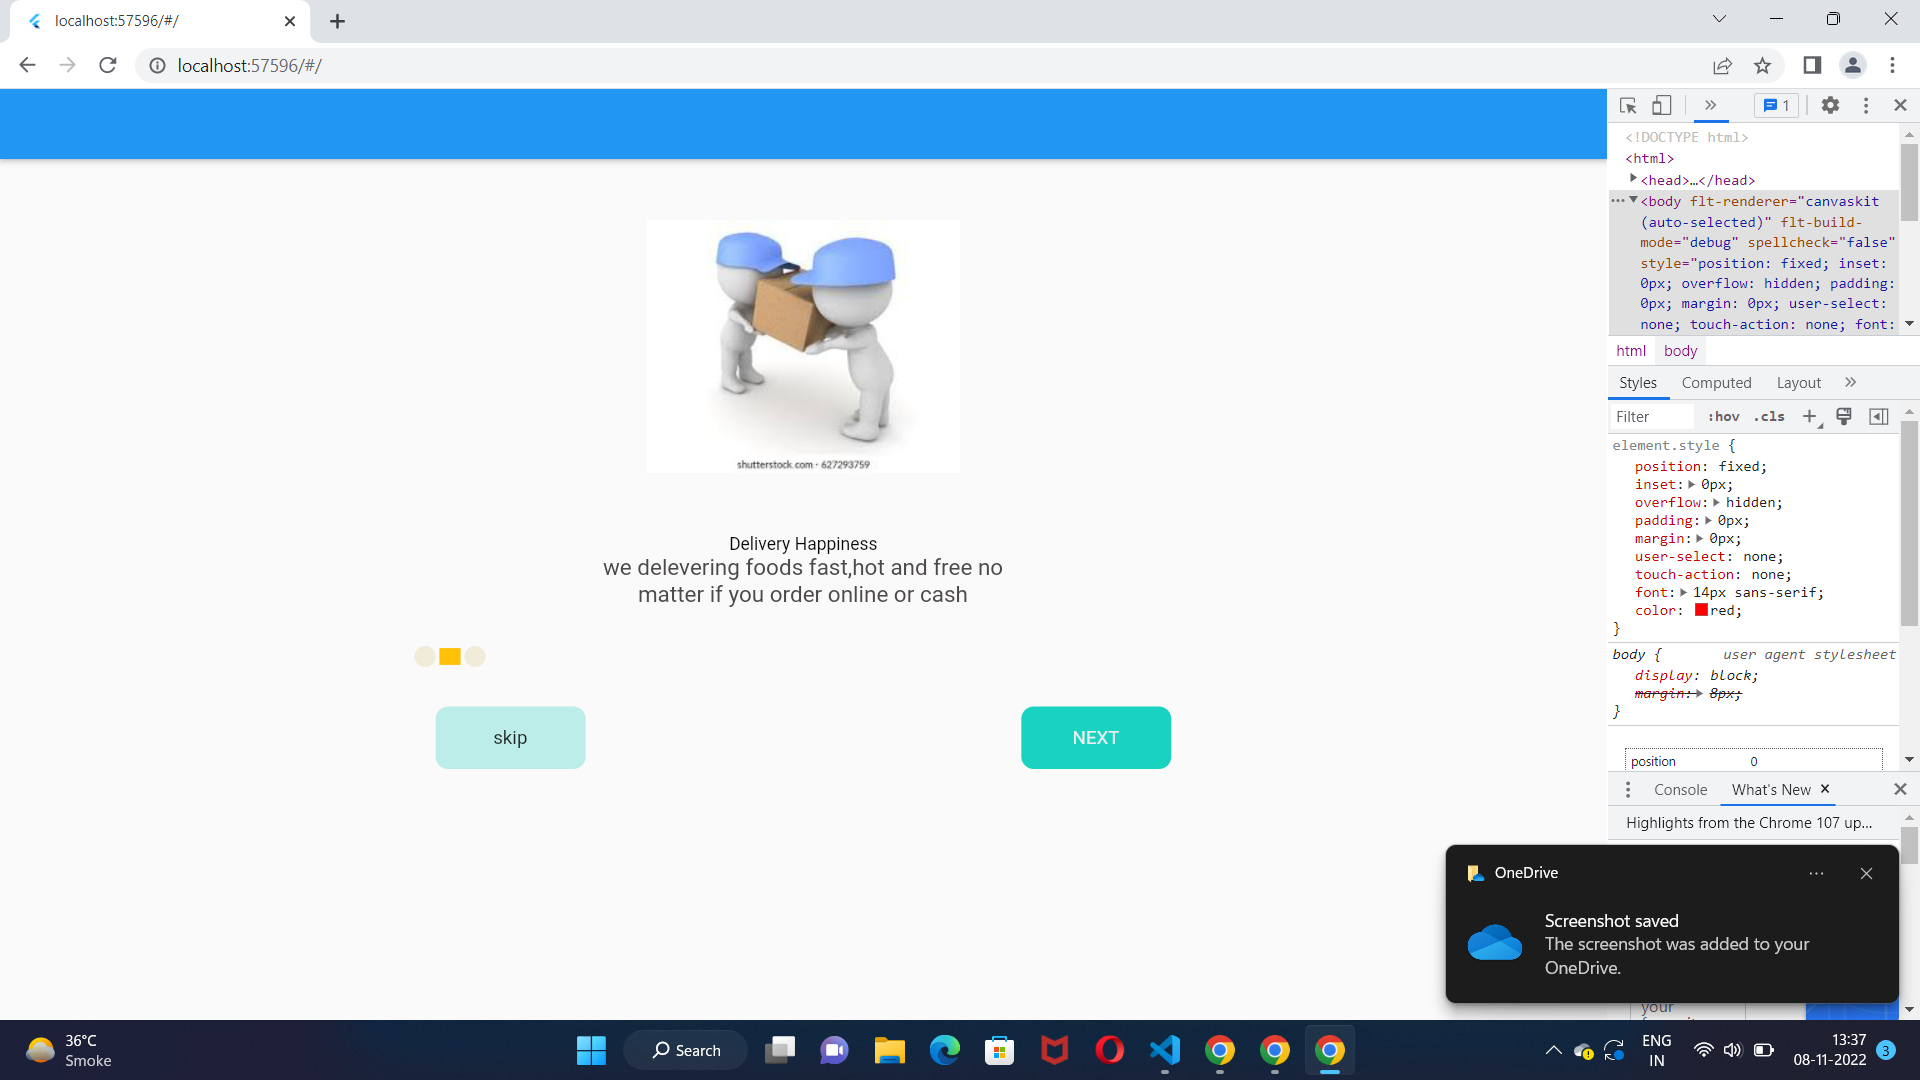 localhost:57596/#/
localhost:57596/#/
1
<!DOCTYPE html>
<html>
<head>…</head>
<body flt-renderer="canvaskit
(auto-selected)" flt-build-
mode="debug" spellcheck="false"
style="position: fixed; inset:
0px; overflow: hidden; padding:
0px; margin: 0px; user-select:
none; touch-action: none; font:
html body
Styles Computed Layout
Filter :hov .cls
element.style {
position: fixed;
inset: 0px;
overflow: hidden;
padding: 0px;
margin: 0px;
user-select: none;
touch-action: none;
font: 14px sans-serif;
color: red;
}
body { user agent stylesheet
display: block;
margin: 8px;
}
position 0
Console What's New
Highlights from the Chrome 107 up...
your
shutterstock.com · 627293759
Delivery Happiness
we delevering foods fast,hot and free no
matter if you order online or cash
skip NEXT
OneDrive
Screenshot saved
The screenshot was added to your
OneDrive.
36°C
Smoke
Search
ENG
IN
13:37
08-11-2022
3